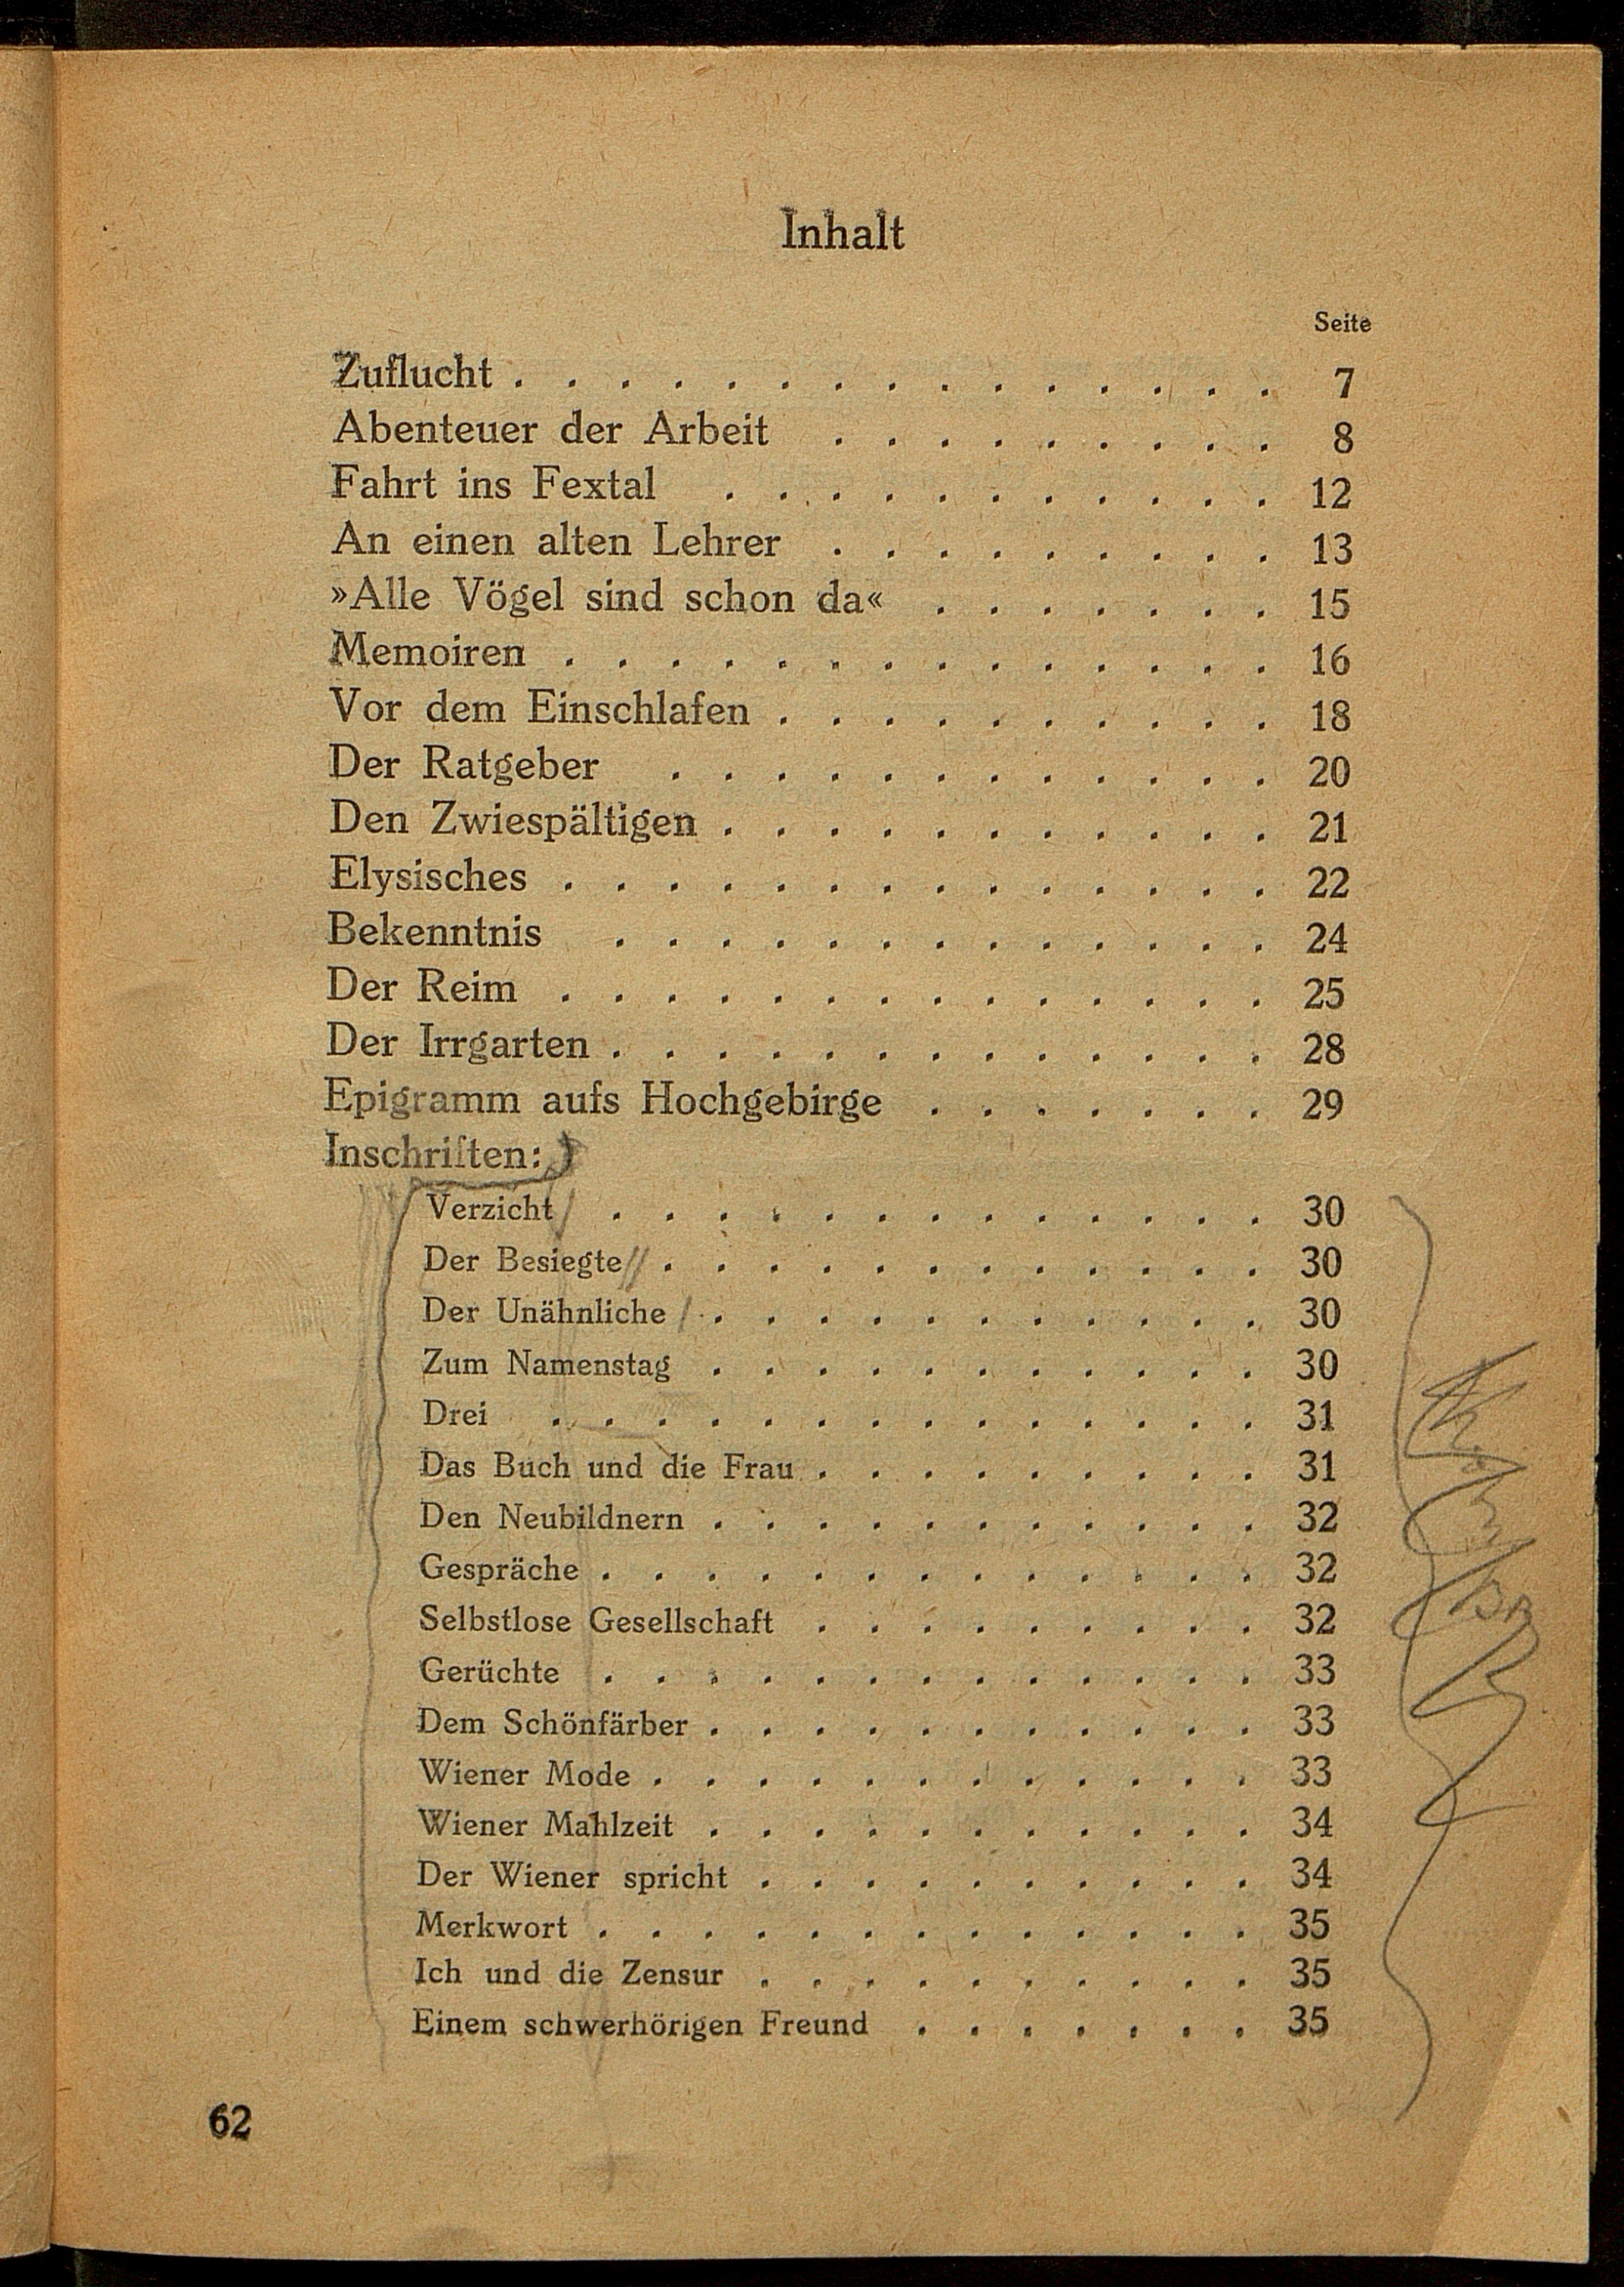 Inhalt
Seite
Zuflucht . . . . . . . . . . . . . . . 7
Abenteuer der Arbeit . . . . . . . . . 8
Fahrt ins Fextal . . . . . . . . . . . 12
An einen alten Lehrer . . . . . . . . . 13
»Alle Vögel sind schon da« . . . . . . . 15
Memoiren . . . . . . . . . . . . . . 16
Vor dem Einschlafen . . . . . . . . . . 18
Der Ratgeber . . . . . . . . . . . . 20
Den Zwiespältigen . . . . . . . . . . . 21
Elysisches . . . . . . . . . . . . . . 22
Bekenntnis . . . . . . . . . . . . . 24
Der Reim . . . . . . . . . . . . . . 25
Der Irrgarten . . . . . . . . . . . . . 28
Epigramm aufs Hochgebirge . . . . . . . 29
Inschriften:
Verzicht . . . . . . . . . . . . . 30
Der Besiegte . . . . . . . . . . . . 30
Der Unähnliche . . . . . . . . . . . 30
Zum Namenstag . . . . . . . . . . . 30
Drei . . . . . . . . . . . . . . 31
Das Buch und die Frau . . . . . . . . . 31
Den Neubildnern . . . . . . . . . . . 32
Gespräche . . . . . . . . . . . . . 32
Selbstlose Gesellschaft . . . . . . . . . 32
Gerüchte . . . . . . . . . . . . . 33
Dem Schönfärber . . . . . . . . . . . 33
Wiener Mode . . . . . . . . . . . . 33
Wiener Mahlzeit . . . . . . . . . . . 34
Der Wiener spricht . . . . . . . . . . 34
Merkwort . . . . . . . . . . . . . 35
Ich und die Zensur . . . . . . . . . . 35
Einem schwerhörigen Freund . . . . . . . 35
62